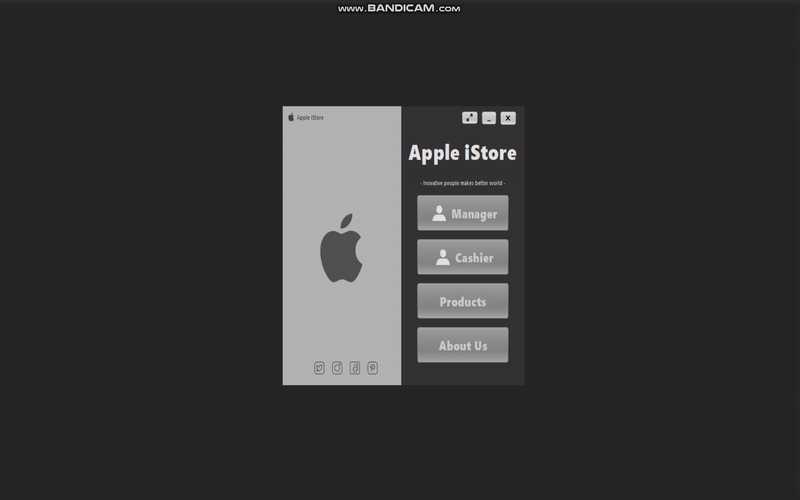 www.BANDICAM.com
Apple iStore
Apple iStore
- Inovative people makes better world -
Manager
Cashier
Products
About Us